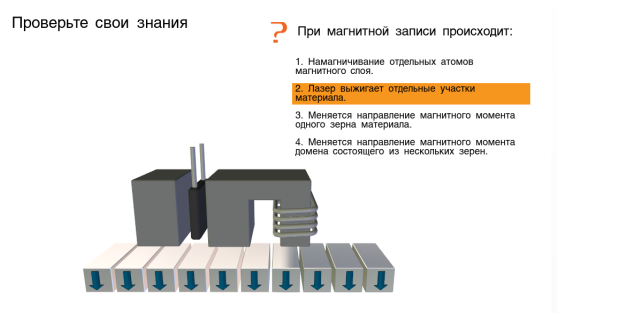 Проверьте свои знания
? При магнитной записи происходит:
1. Намагничивание отдельных атомов
магнитного слоя.
2. Лазер выжигает отдельные участки
материала.
3. Меняется направление магнитного момента
одного зерна материала.
4. Меняется направление магнитного момента
домена состоящего из нескольких зерен.